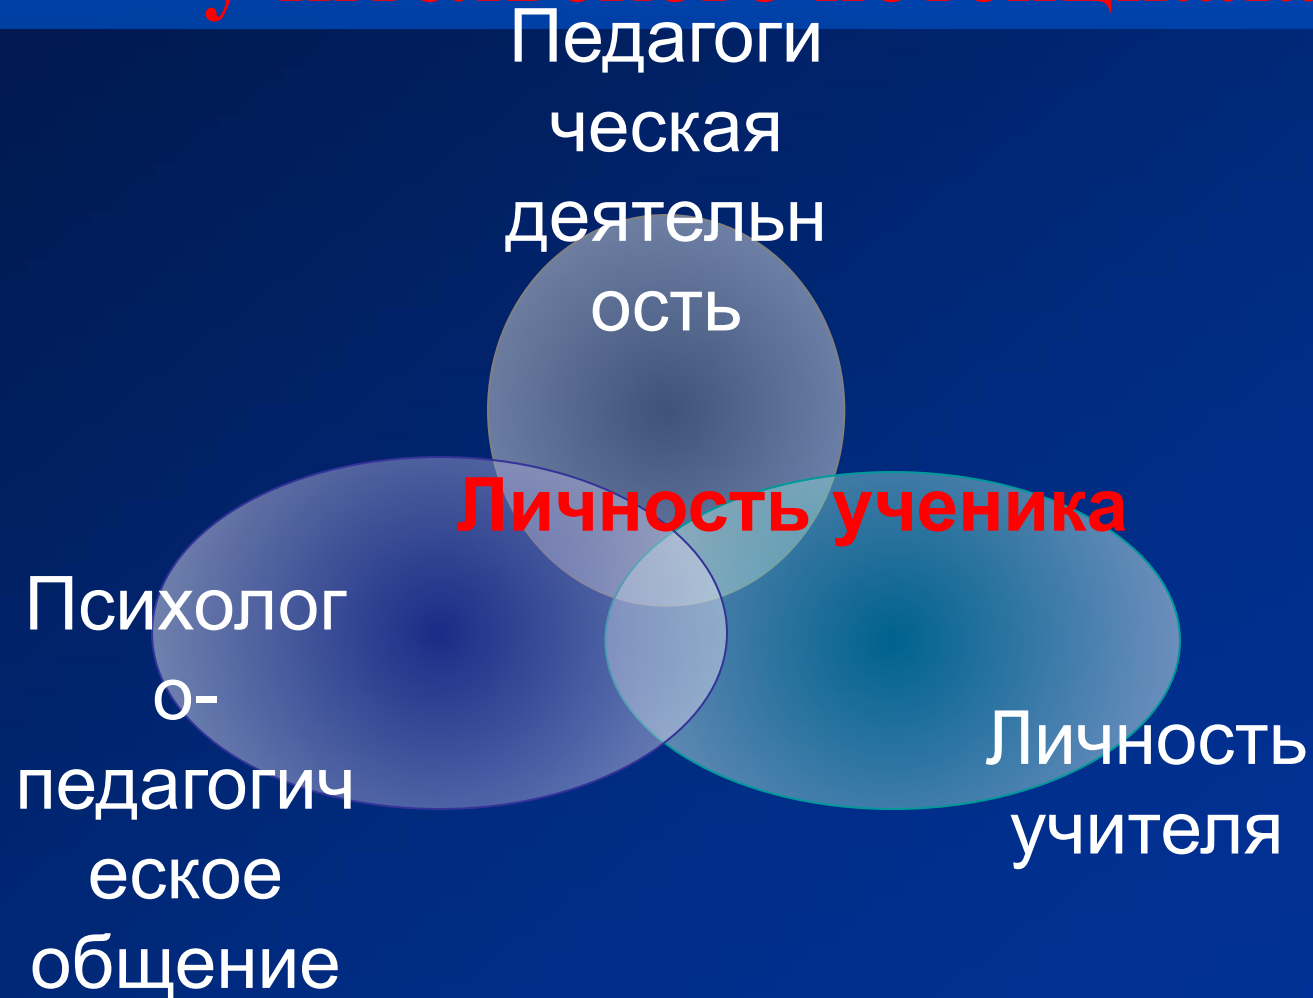 Педагоги
ческая
деятельн
ость
Личность ученика
Психолог
о-
педагогич
еское
общение
Личность
учителя